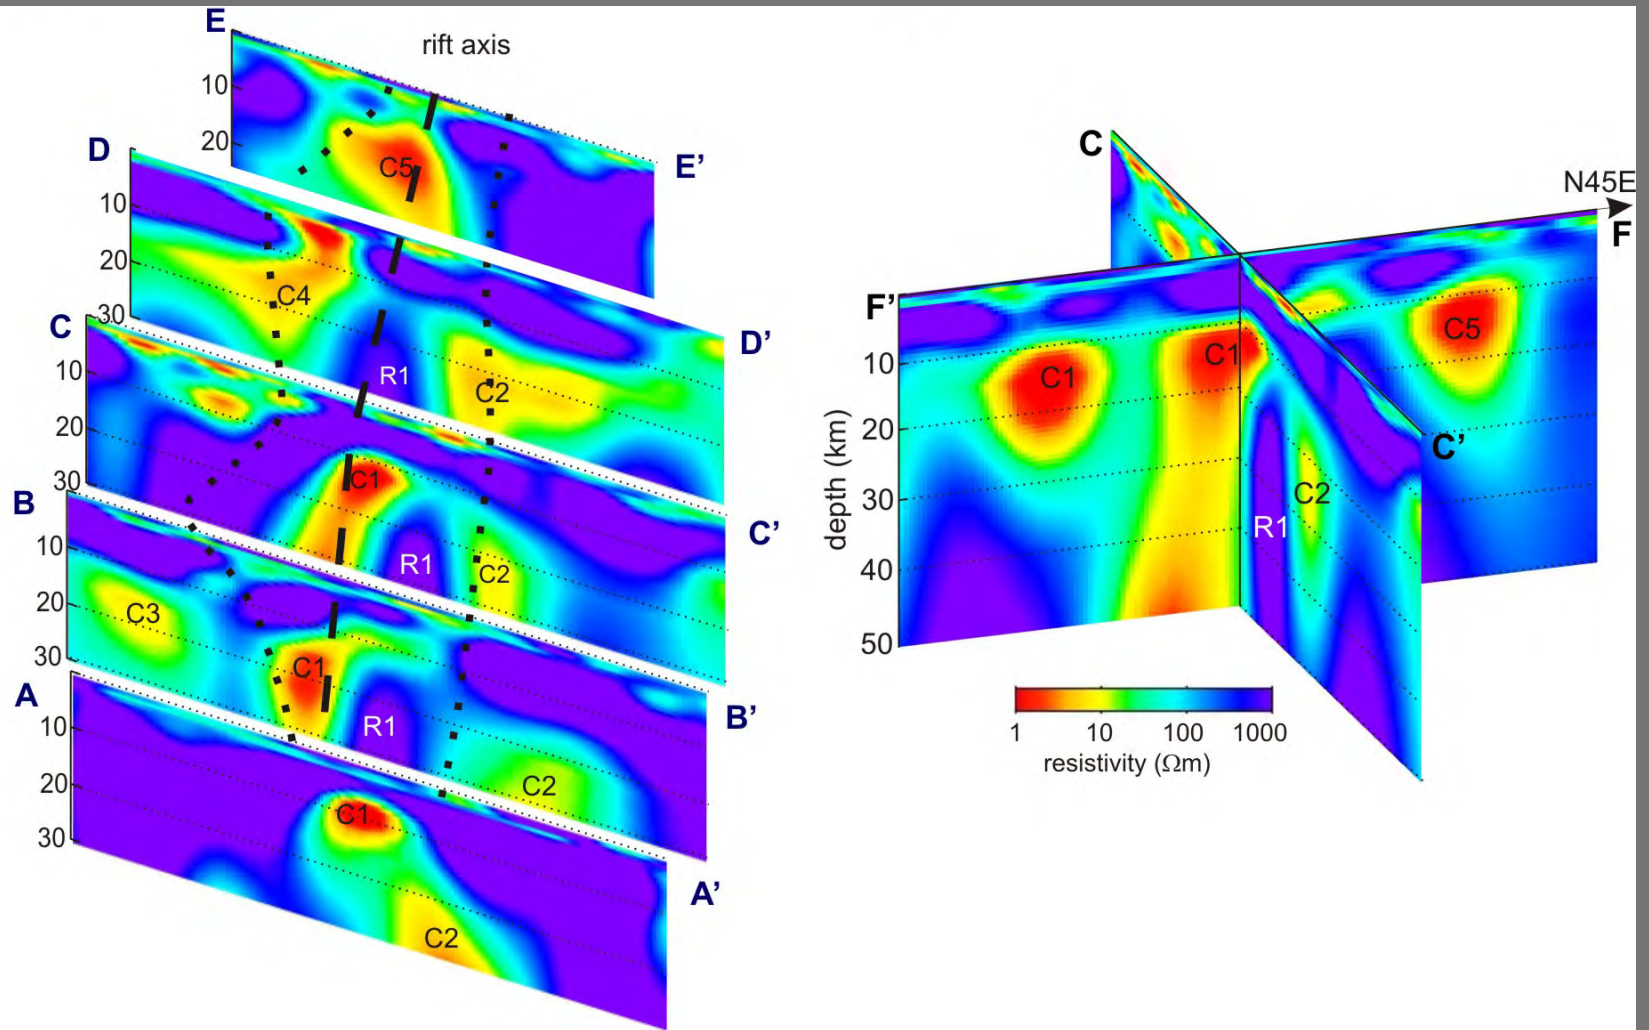 E
rift axis
10
20
C5
E’
D
10
20
30
C4
R1
C2
D’
C
10
20
30
C1
R1
C2
C’
B
10
20
30
C3
C1
R1
C2
B’
A
10
20
30
C1
C2
A’
C
N45E
F
F’
C5
C1
C1
C’
C2
R1
depth (km)
10
20
30
40
50
1 10 100 1000
resistivity (Ωm)